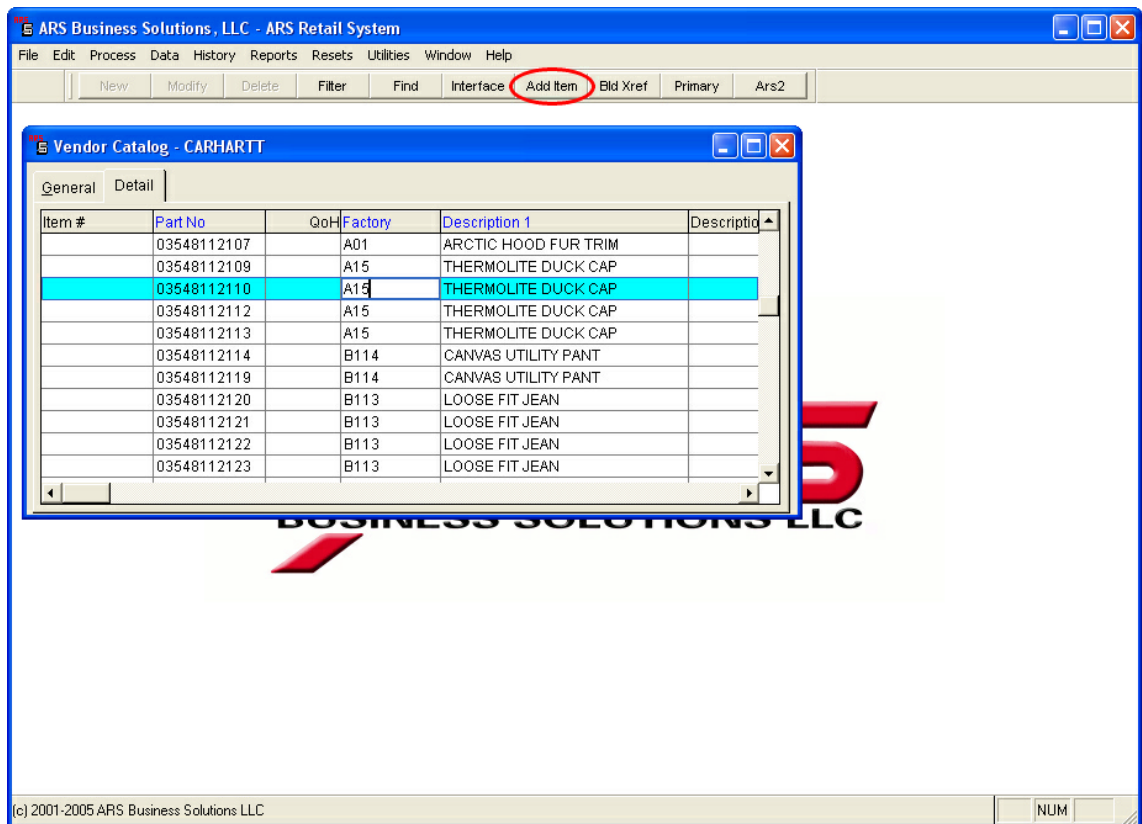 ARS Business Solutions, LLC - ARS Retail System
File Edit Process Data History Reports Resets Utilities Window Help
New Modify Delete Filter Find Interface Add Item Bld Xref Primary Ars2
Vendor Catalog - CARHARTT
General Detail
Item # Part No QoH Factory Description 1 Descriptio
03548112107 A01 ARCTIC HOOD FUR TRIM
03548112109 A15 THERMOLITE DUCK CAP
03548112110 A15 THERMOLITE DUCK CAP
03548112112 A15 THERMOLITE DUCK CAP
03548112113 A15 THERMOLITE DUCK CAP
03548112114 B114 CANVAS UTILITY PANT
03548112119 B114 CANVAS UTILITY PANT
03548112120 B113 LOOSE FIT JEAN
03548112121 B113 LOOSE FIT JEAN
03548112122 B113 LOOSE FIT JEAN
03548112123 B113 LOOSE FIT JEAN
BUSINESS SOLUTIONS LLC
(c) 2001-2005 ARS Business Solutions LLC NUM